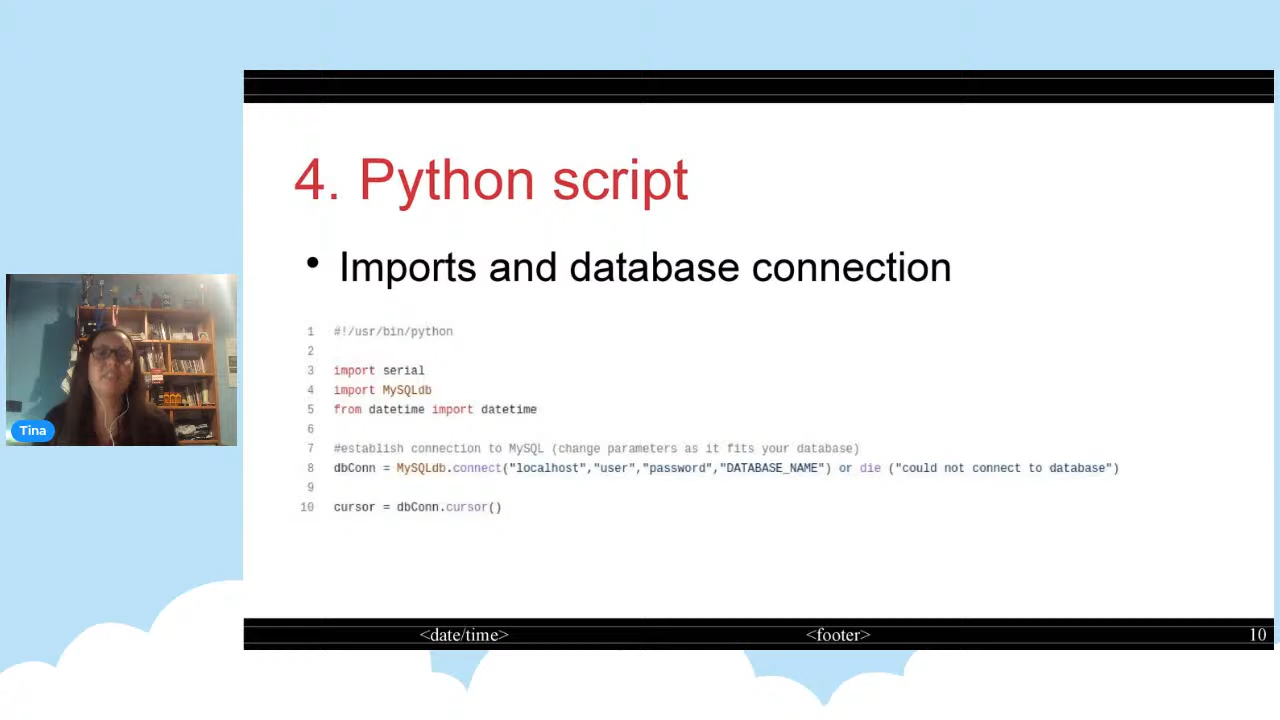 4. Python script
• Imports and database connection
1 #!/usr/bin/python
2
3 import serial
4 import MySQLdb
5 from datetime import datetime
6
7 #establish connection to MySQL (change parameters as it fits your database)
8 dbConn = MySQLdb.connect("localhost","user","password","DATABASE_NAME") or die ("could not connect to database")
9
10 cursor = dbConn.cursor()
Tina
<date/time> <footer> 10